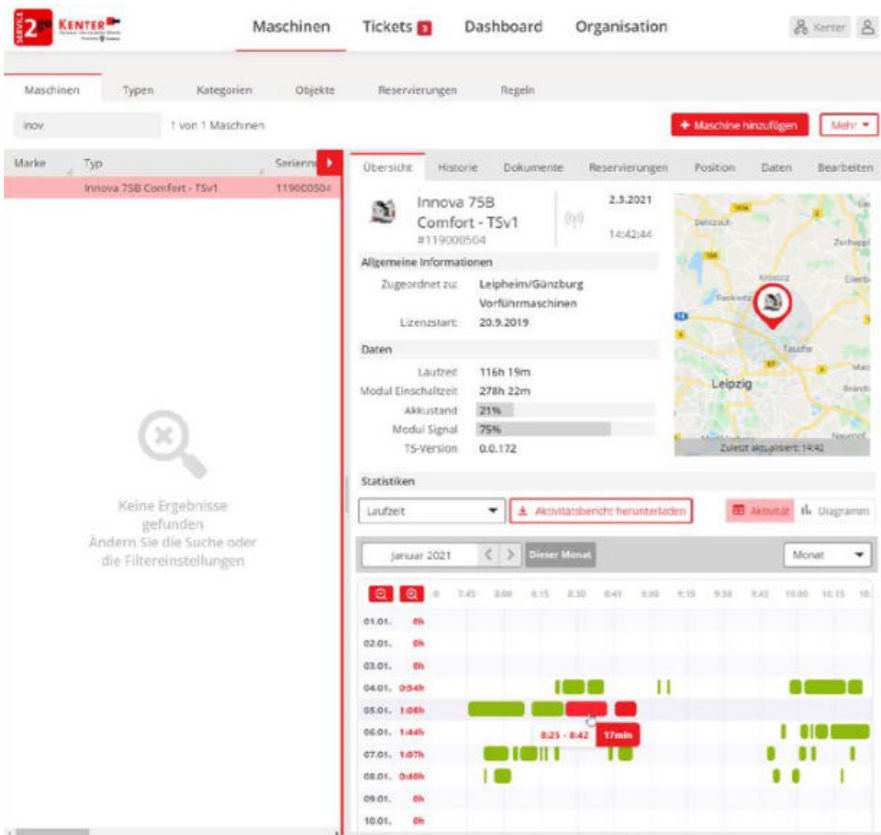 SERVICE 2go KENTER
Maschinen Tickets 3 Dashboard Organisation Kenter
Maschinen Typen Kategorien Objekte Reservierungen Regeln
inov 1 von 1 Maschinen + Maschine hinzufügen Mehr
Marke Typ
Innova 75B Comfort - TSv1 119000504
Übersicht Historie Dokumente Reservierungen Position Daten Bearbeiten
Innova 75B
Comfort - TSv1
#119000504
2.3.2021
14:42:44
Allgemeine Informationen
Zugeordnet zu: Leipheim/Günzburg
Vorführmaschinen
Lizenzstart: 20.9.2019
Daten
Laufzeit 116h 19m
Modul Einschaltzeit 278h 22m
Akkustand 21%
Modul Signal 75%
TS-Version 0.0.172
Krostitz
Taucha
Leipzig
Zuletzt aktualisiert: 14:42
Keine Ergebnisse
gefunden
Ändern Sie die Suche oder
die Filtereinstellungen
Statistiken
Laufzeit Aktivitätsbericht herunterladen Aktivität Diagramm
Januar 2021 < > Dieser Monat Monat
7:45 8:00 8:15 8:30 8:45 9:00 9:15 9:30 9:45 10:00 10:15
01.01. 0h
02.01. 0h
03.01. 0h
04.01. 0:54h
05.01. 1:08h
06.01. 1:44h
8:25 - 8:42 17min
07.01. 1:07h
08.01. 0:40h
09.01. 0h
10.01. 0h